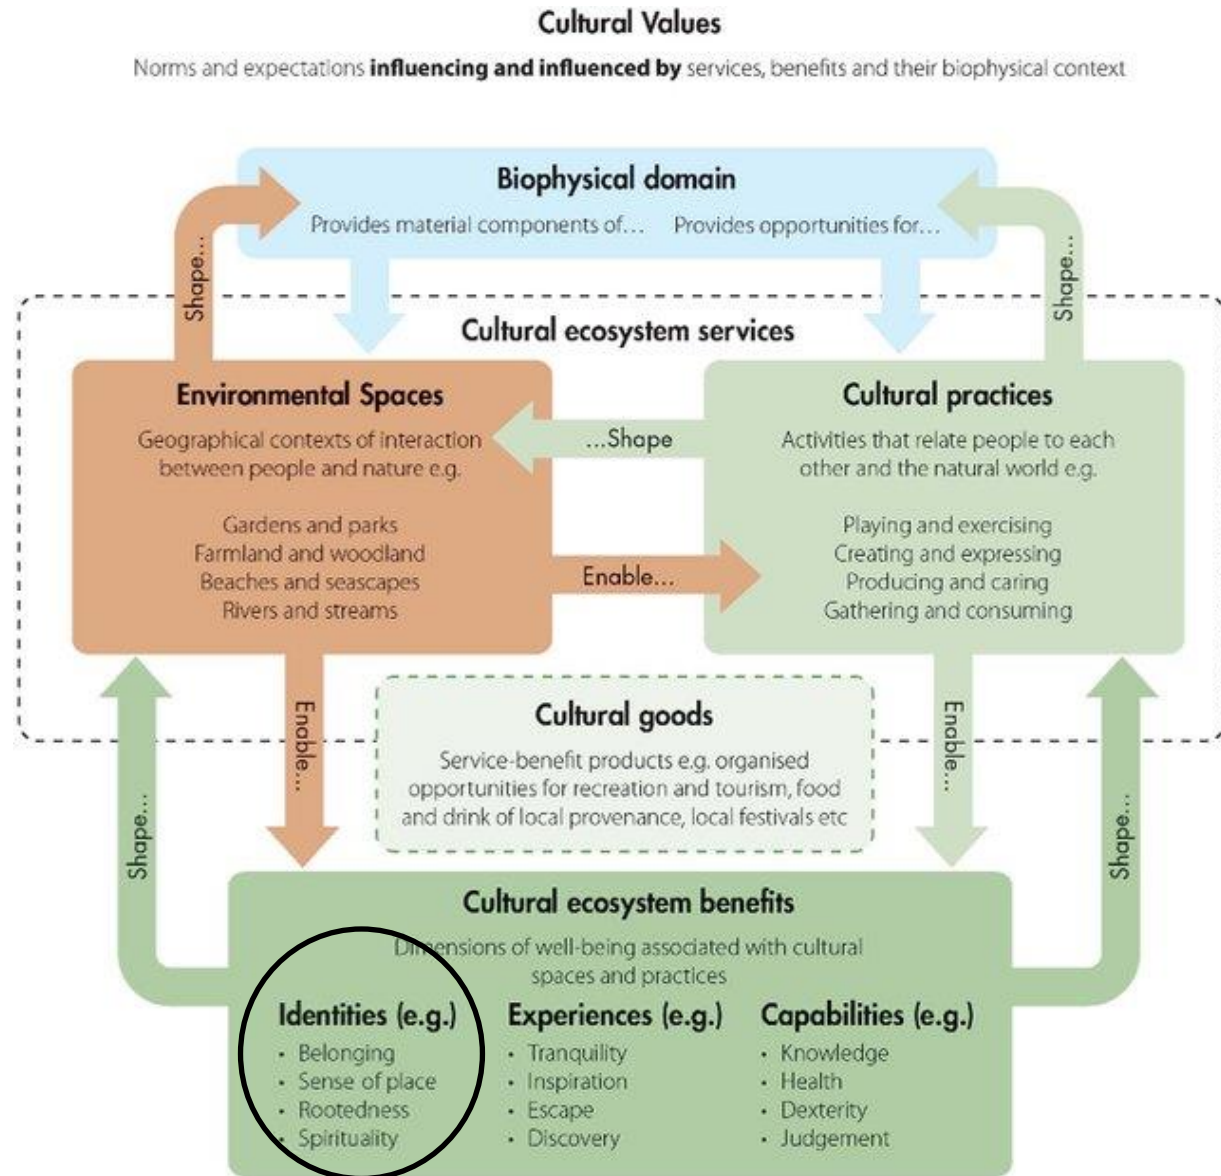 Cultural Values
Norms and expectations influencing and influenced by services, benefits and their biophysical context
Biophysical domain
Provides material components of... Provides opportunities for...
Shape...
Shape...
Cultural ecosystem services
Environmental Spaces
Geographical contexts of interaction
between people and nature e.g.
Gardens and parks
Farmland and woodland
Beaches and seascapes
Rivers and streams
...Shape
Enable...
Cultural practices
Activities that relate people to each
other and the natural world e.g.
Playing and exercising
Creating and expressing
Producing and caring
Gathering and consuming
Enable...
Enable...
Cultural goods
Service-benefit products e.g. organised
opportunities for recreation and tourism, food
and drink of local provenance, local festivals etc
Shape...
Shape...
Cultural ecosystem benefits
Dimensions of well-being associated with cultural
spaces and practices
Identities (e.g.)
• Belonging
• Sense of place
• Rootedness
• Spirituality
Experiences (e.g.)
• Tranquility
• Inspiration
• Escape
• Discovery
Capabilities (e.g.)
• Knowledge
• Health
• Dexterity
• Judgement